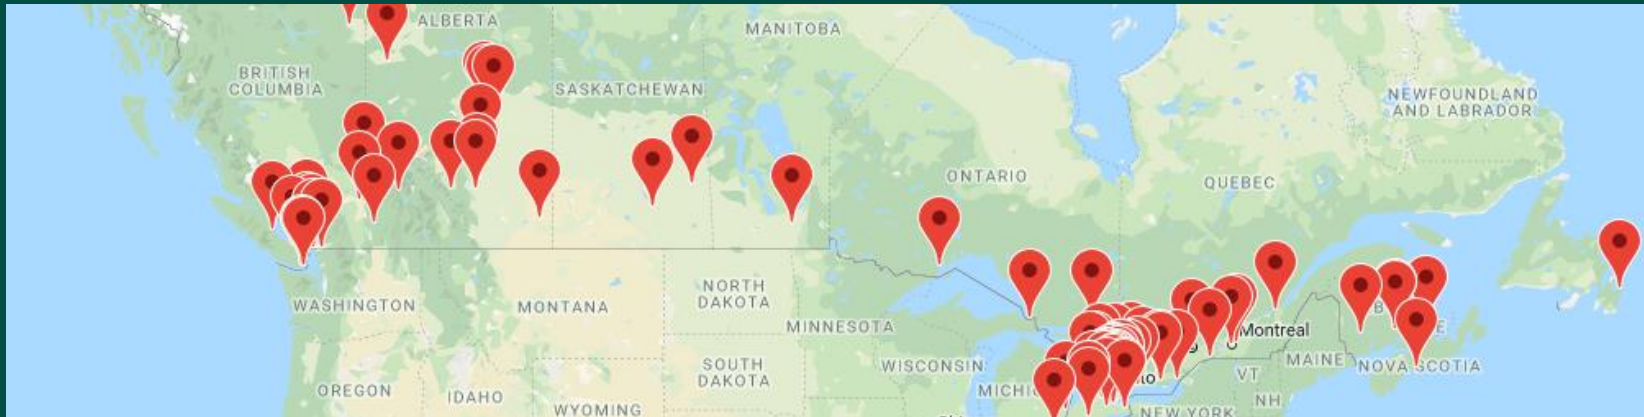 ALBERTA
MANITOBA
BRITISH
COLUMBIA
SASKATCHEWAN
NEWFOUNDLAND
AND LABRADOR
ONTARIO
QUEBEC
WASHINGTON
MONTANA
NORTH
DAKOTA
MINNESOTA
Montreal
MAINE
NOVA SCOTIA
OREGON
IDAHO
WYOMING
SOUTH
DAKOTA
WISCONSIN
VT
NH
NEW YORK